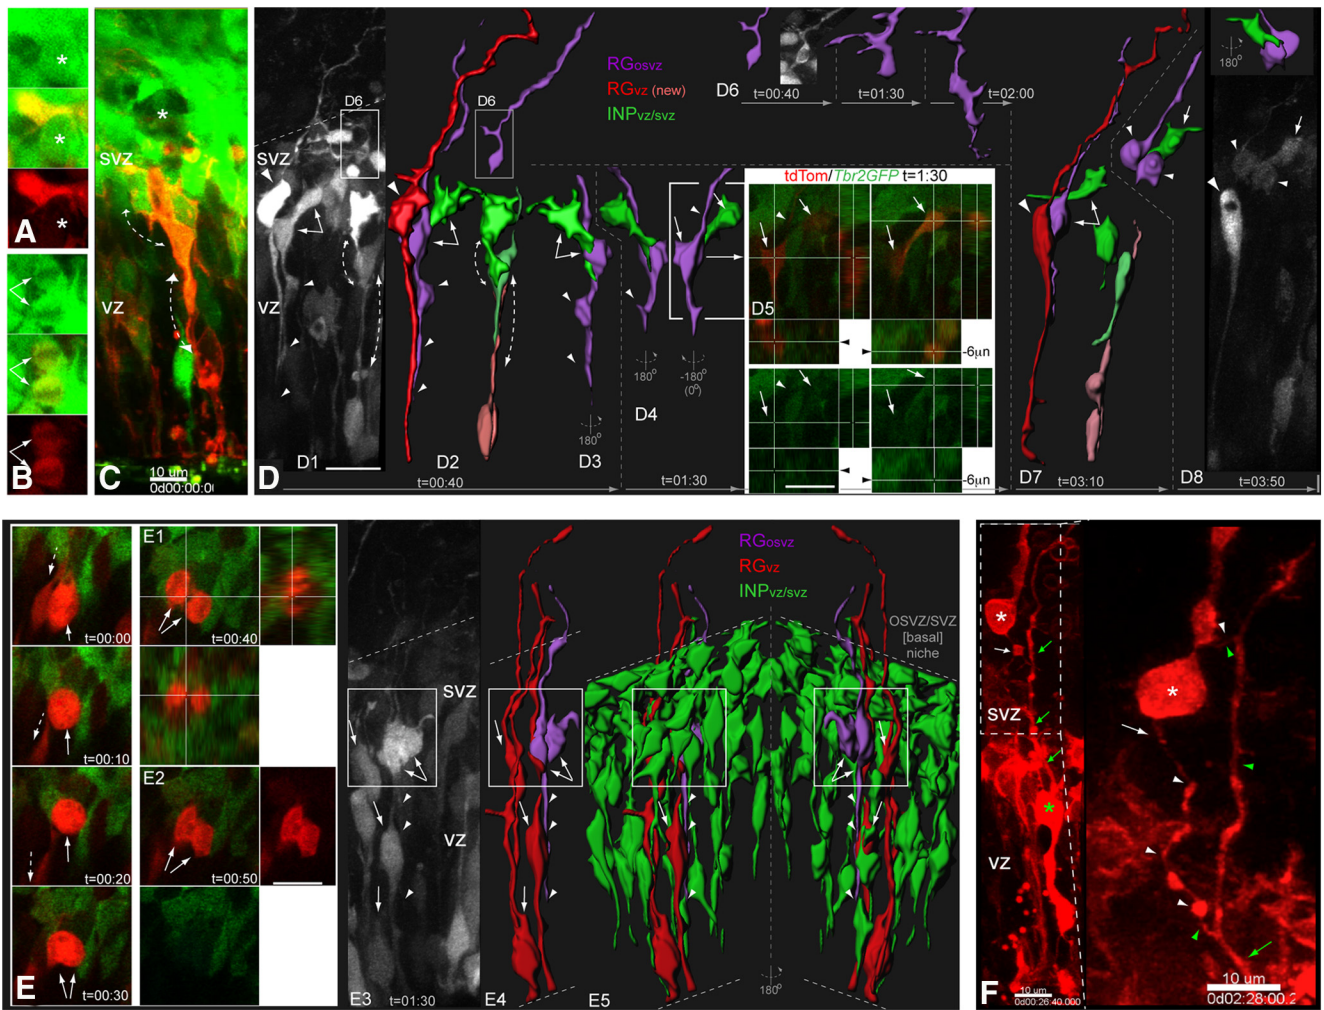 A
B
SVZ
VZ
C
10 um
0d00:00:0
D6
SVZ
VZ
D
D1
D6
RGosvz
RGvz (new)
INPvz/svz
D2
t=00:40
180°
D3
D6
t=00:40
t=01:30
t=02:00
180°
-180°
(0°)
D4
t=01:30
tdTom/Tbr2GFP t=1:30
D5
-6μn
-6μn
D7
t=03:10
180°
D8
t=03:50
E1
t=00:00
t=00:40
t=00:10
E2
t=00:20
t=00:50
E
t=00:30
SVZ
VZ
E3
t=01:30
E4
RGosvz
RGvz
INPvz/svz
OSVZ/SVZ
[basal]
niche
E5
180°
SVZ
VZ
F
10 um
0d00:26:40.000
10 um
0d02:28:00.2